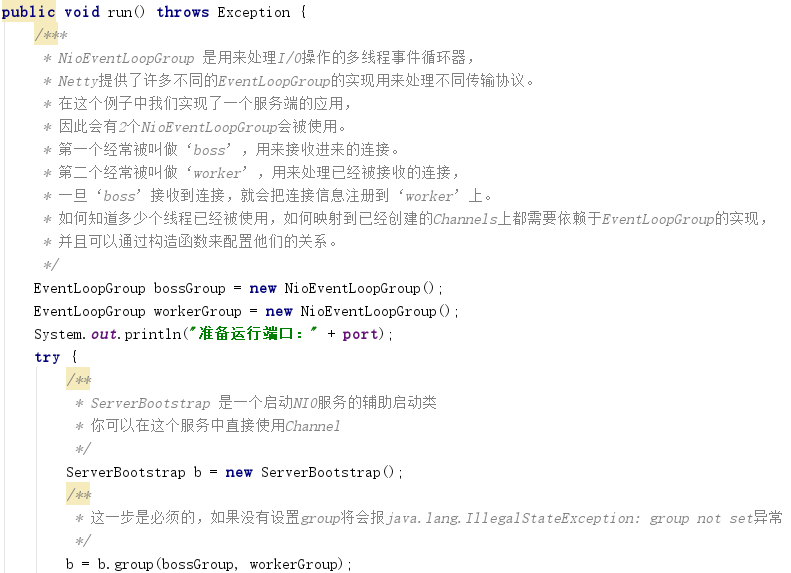 public void run() throws Exception {
/***
* NioEventLoopGroup 是用来处理I/O操作的多线程事件循环器，
* Netty提供了许多不同的EventLoopGroup的实现用来处理不同传输协议。
* 在这个例子中我们实现了一个服务端的应用，
* 因此会有2个NioEventLoopGroup会被使用。
* 第一个经常被叫做‘boss’，用来接收进来的连接。
* 第二个经常被叫做‘worker’，用来处理已经被接收的连接，
* 一旦‘boss’接收到连接，就会把连接信息注册到‘worker’上。
* 如何知道多少个线程已经被使用，如何映射到已经创建的Channels上都需要依赖于EventLoopGroup的实现，
* 并且可以通过构造函数来配置他们的关系。
*/
EventLoopGroup bossGroup = new NioEventLoopGroup();
EventLoopGroup workerGroup = new NioEventLoopGroup();
System.out.println("准备运行端口：" + port);
try {
/**
* ServerBootstrap 是一个启动NIO服务的辅助启动类
* 你可以在这个服务中直接使用Channel
*/
ServerBootstrap b = new ServerBootstrap();
/**
* 这一步是必须的，如果没有设置group将会报java.lang.IllegalStateException: group not set异常
*/
b = b.group(bossGroup, workerGroup);